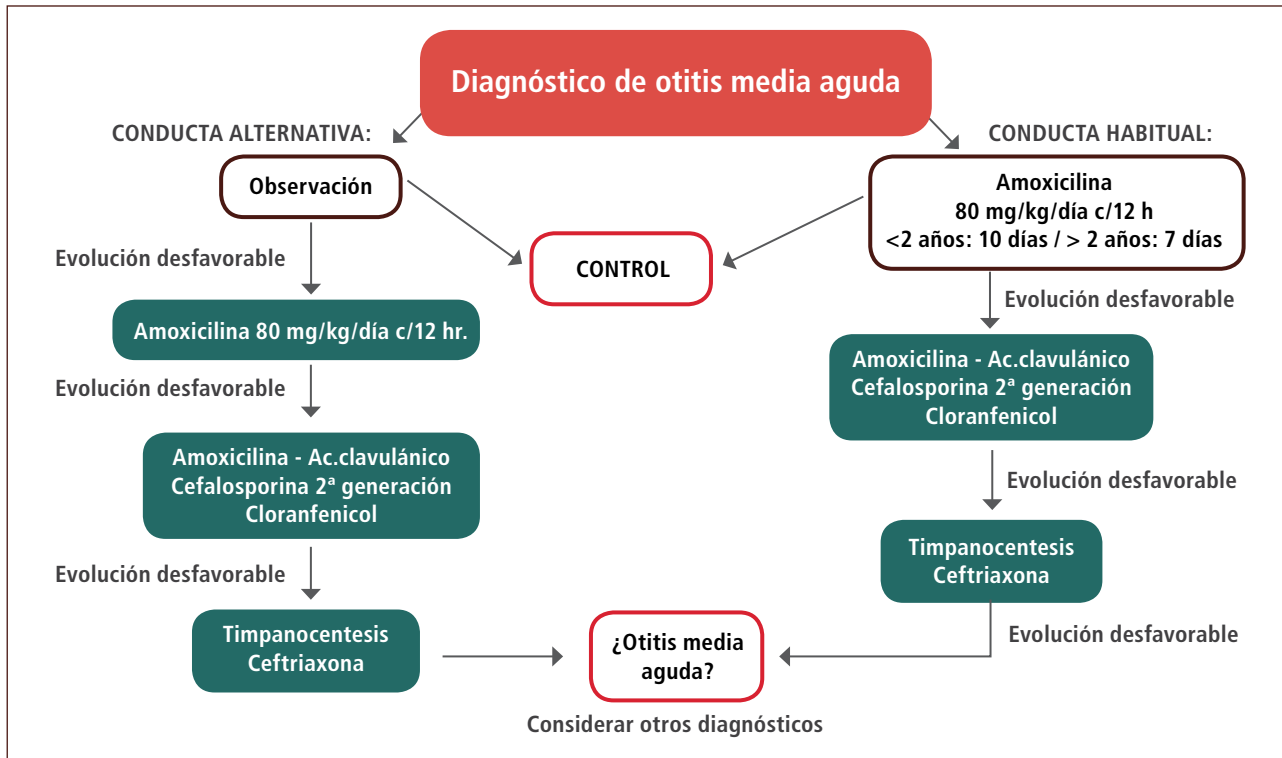 Diagnóstico de otitis media aguda
CONDUCTA ALTERNATIVA:
CONDUCTA HABITUAL:
Observación
Amoxicilina
80 mg/kg/día c/12 h
<2 años: 10 días / > 2 años: 7 días
CONTROL
Evolución desfavorable
Evolución desfavorable
Amoxicilina 80 mg/kg/día c/12 hr.
Amoxicilina - Ac.clavulánico
Cefalosporina 2ª generación
Cloranfenicol
Evolución desfavorable
Amoxicilina - Ac.clavulánico
Cefalosporina 2ª generación
Cloranfenicol
Evolución desfavorable
Timpanocentesis
Ceftriaxona
Evolución desfavorable
Timpanocentesis
Ceftriaxona
¿Otitis media
aguda?
Evolución desfavorable
Considerar otros diagnósticos